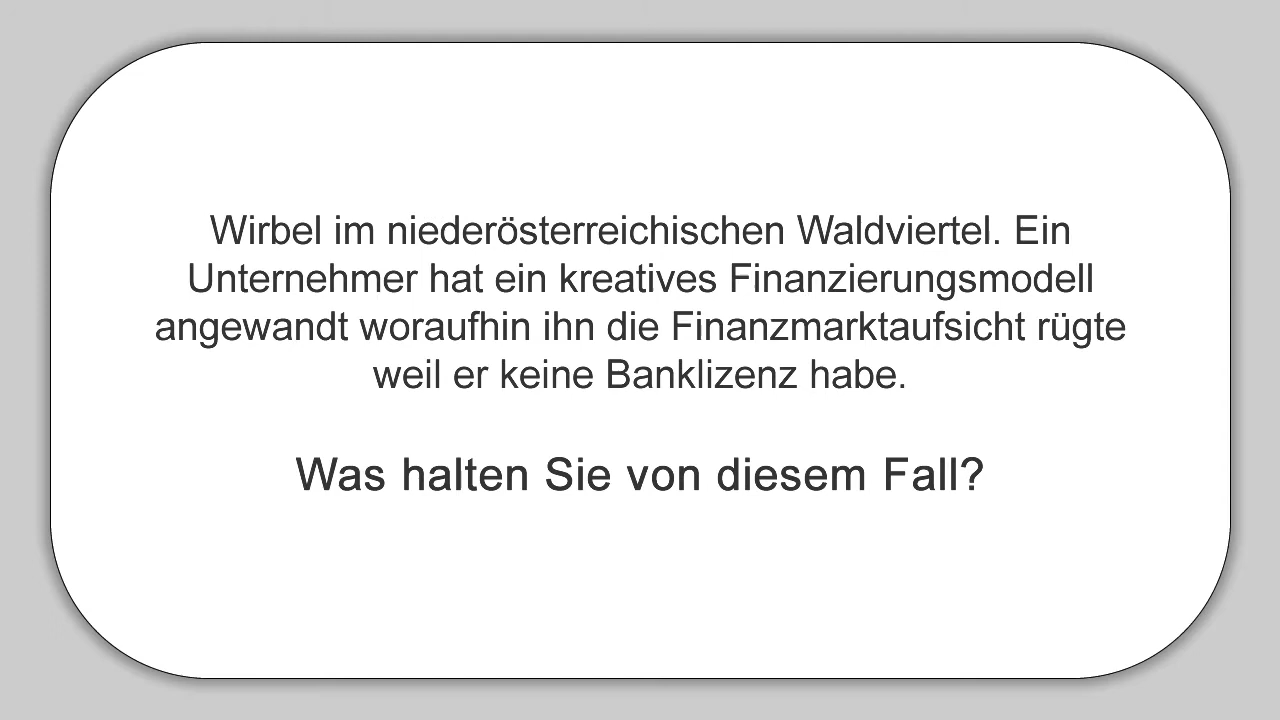 Wirbel im niederösterreichischen Waldviertel. Ein
Unternehmer hat ein kreatives Finanzierungsmodell
angewandt woraufhin ihn die Finanzmarktaufsicht rügte
weil er keine Banklizenz habe.
Was halten Sie von diesem Fall?